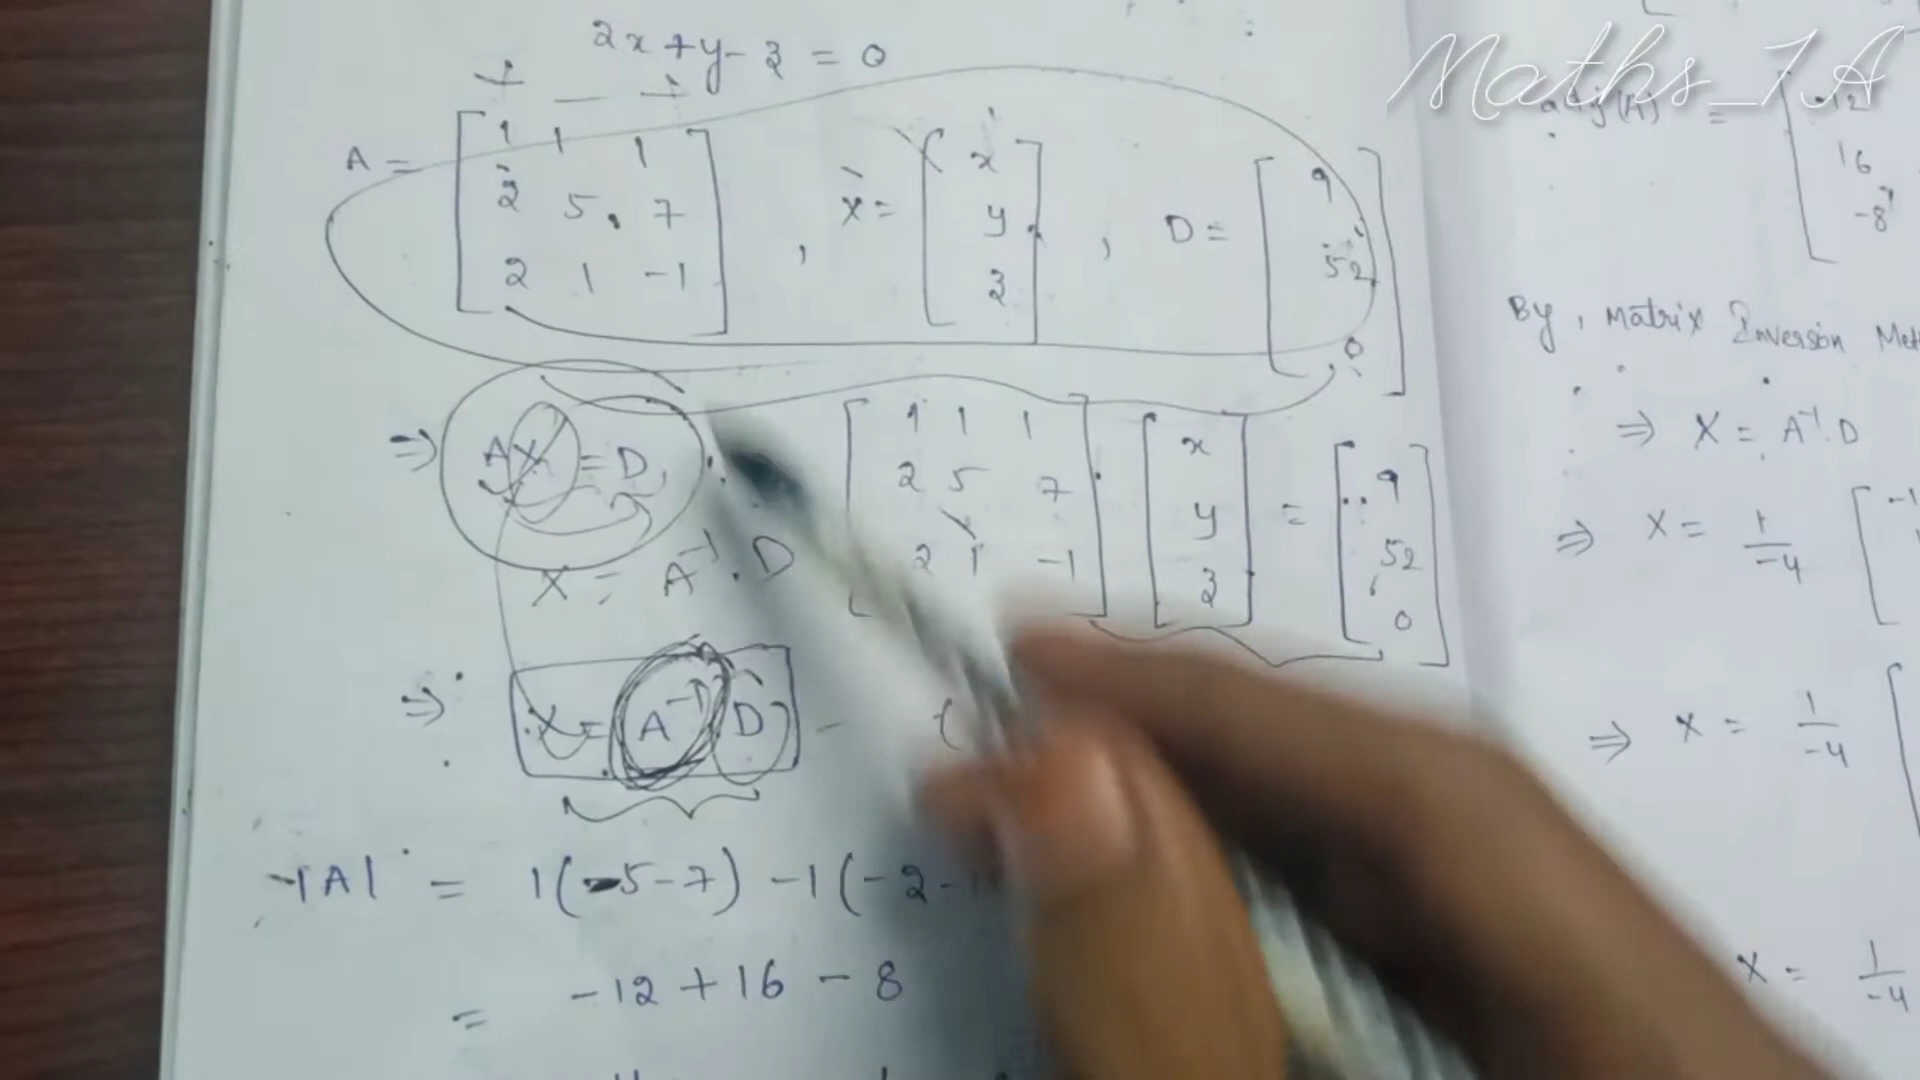 Maths_1A
2x + y - z = 0
+ - +
A = [ 1 1 1
2 5 7
2 1 -1 ] , X = [ x
y
z ] , D = [ 9
52
0 ]
⇒ AX = D, [ 1 1 1
2 5 7
2 1 -1 ] . [ x
y
z ] = [ 9
52
0 ]
X = A⁻¹ . D
⇒ X = A⁻¹ D
|A| = 1(-5-7) -1(-2-
= -12 + 16 - 8
adj(A) = [ -12
16
-8
By, Matrix Inversion
⇒ X = A⁻¹ . D
⇒ X = 1/-4 [
⇒ X = 1/-4 [
X = 1/-4